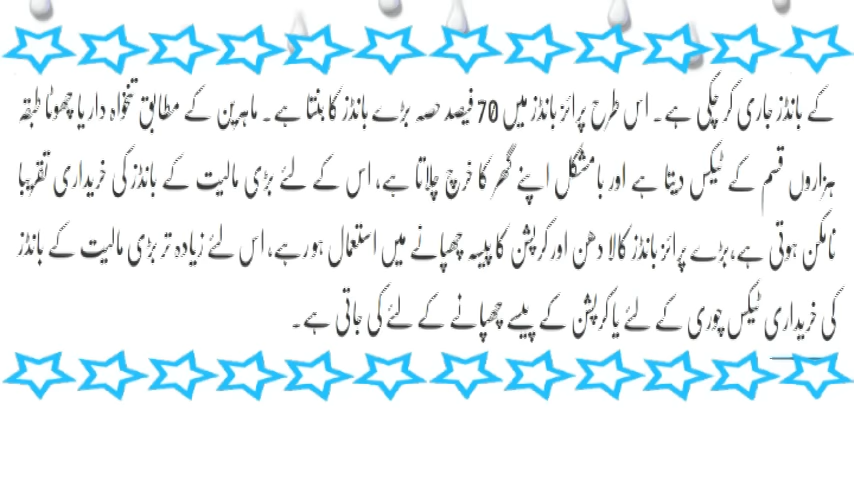 کے بانڈز جاری کر چکی ہے۔ اس طرح پرائز بانڈز میں 70 فیصد حصہ بڑے بانڈز کا بنتا ہے۔ ماہرین کے مطابق تنخواہ دار یا چھوٹا طبقہ
ہزاروں قسم کے ٹیکس دیتا ہے اور بامشکل اپنے گھر کا خرچ چلاتا ہے، اس کے لئے بڑی مالیت کے بانڈز کی خریداری تقریبا
ناممکن ہوتی ہے، بڑے پرائز بانڈز کالا دھن اور کرپشن کا پیسہ چھپانے میں استعمال ہو رہے، اس لئے زیادہ تر بڑی مالیت کے بانڈز
کی خریداری ٹیکس چوری کے لئے یا کرپشن کے پیسے چھپانے کے لئے کی جاتی ہے۔